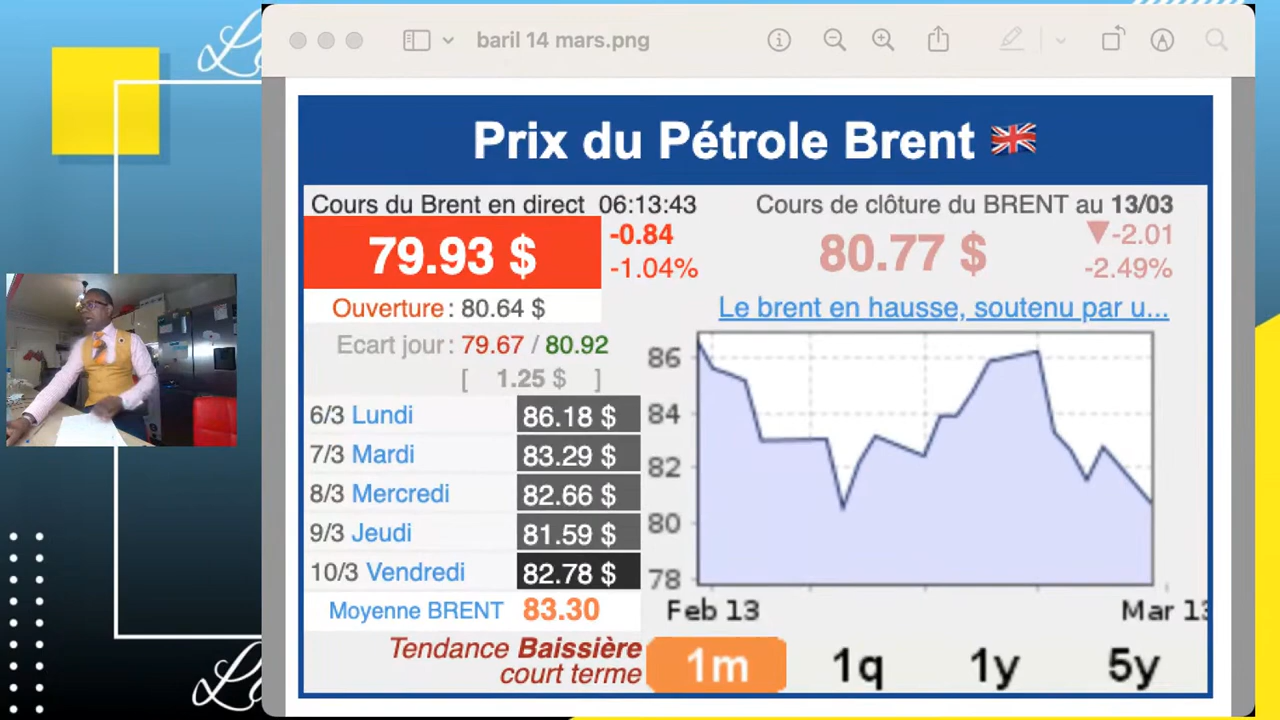 baril 14 mars.png
Prix du Pétrole Brent
Cours du Brent en direct 06:13:43
79.93 $
-0.84
-1.04%
Ouverture : 80.64 $
Ecart jour : 79.67 / 80.92
[ 1.25 $ ]
6/3 Lundi 86.18 $
7/3 Mardi 83.29 $
8/3 Mercredi 82.66 $
9/3 Jeudi 81.59 $
10/3 Vendredi 82.78 $
Moyenne BRENT 83.30
Tendance Baissière
court terme
Cours de clôture du BRENT au 13/03
80.77 $
▼-2.01
-2.49%
Le brent en hausse, soutenu par u...
86
84
82
80
78
Feb 13 Mar 13
1m 1q 1y 5y